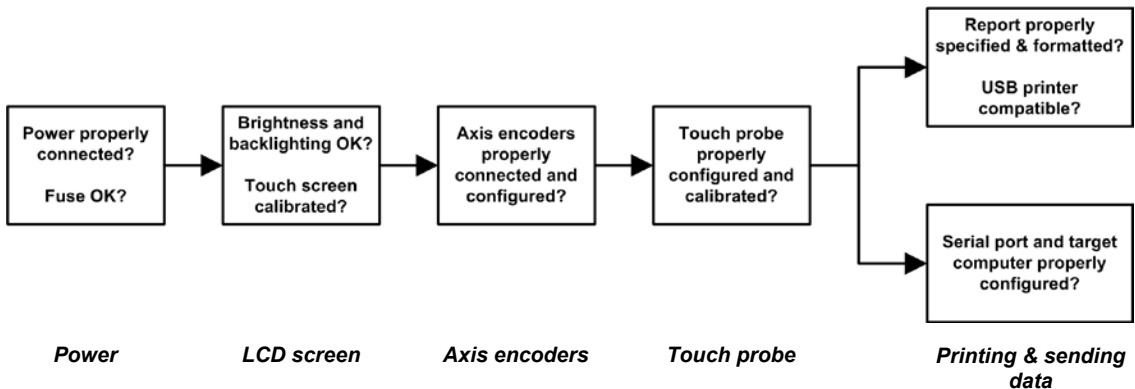 Power properly
connected?
Fuse OK?
Brightness and
backlighting OK?
Touch screen
calibrated?
Axis encoders
properly
connected and
configured?
Touch probe
properly
configured and
calibrated?
Report properly
specified & formatted?
USB printer
compatible?
Serial port and target
computer properly
configured?
Power
LCD screen
Axis encoders
Touch probe
Printing & sending
data